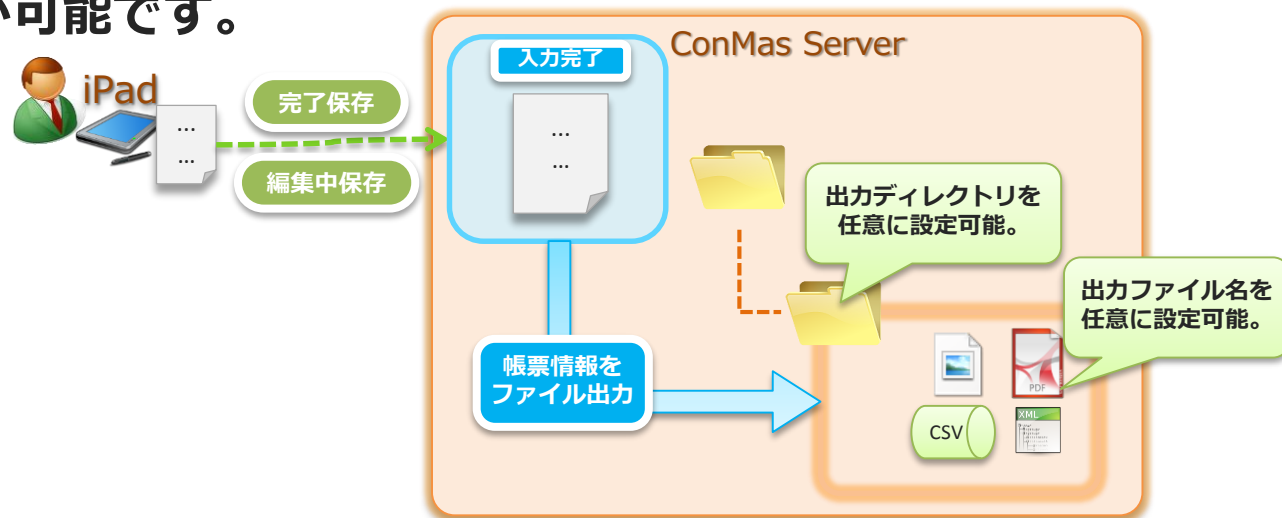 が可能です。
iPad
...
...
完了保存
編集中保存
ConMas Server
入力完了
...
...
出力ディレクトリを
任意に設定可能。
出力ファイル名を
任意に設定可能。
帳票情報を
ファイル出力
PDF
CSV
XML